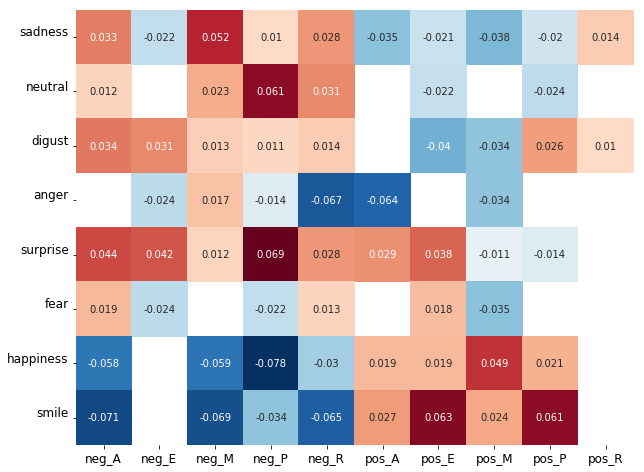 sadness 0.033 -0.022 0.052 0.01 0.028 -0.035 -0.021 -0.038 -0.02 0.014
neutral 0.012 0.023 0.061 0.031 -0.022 -0.024
digust 0.034 0.031 0.013 0.011 0.014 -0.04 -0.034 0.026 0.01
anger -0.024 0.017 -0.014 -0.067 -0.064 -0.034
surprise 0.044 0.042 0.012 0.069 0.028 0.029 0.038 -0.011 -0.014
fear 0.019 -0.024 -0.022 0.013 0.018 -0.035
happiness -0.058 -0.059 -0.078 -0.03 0.019 0.019 0.049 0.021
smile -0.071 -0.069 -0.034 -0.065 0.027 0.063 0.024 0.061
neg_A neg_E neg_M neg_P neg_R pos_A pos_E pos_M pos_P pos_R